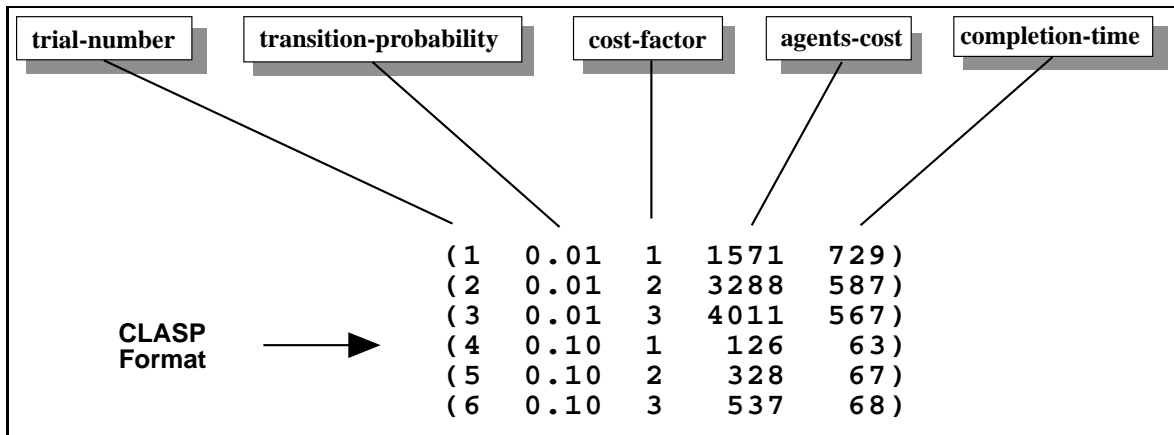 trial-number transition-probability cost-factor agents-cost completion-time
(1 0.01 1 1571 729)
(2 0.01 2 3288 587)
(3 0.01 3 4011 567)
CLASP
Format
(4 0.10 1 126 63)
(5 0.10 2 328 67)
(6 0.10 3 537 68)